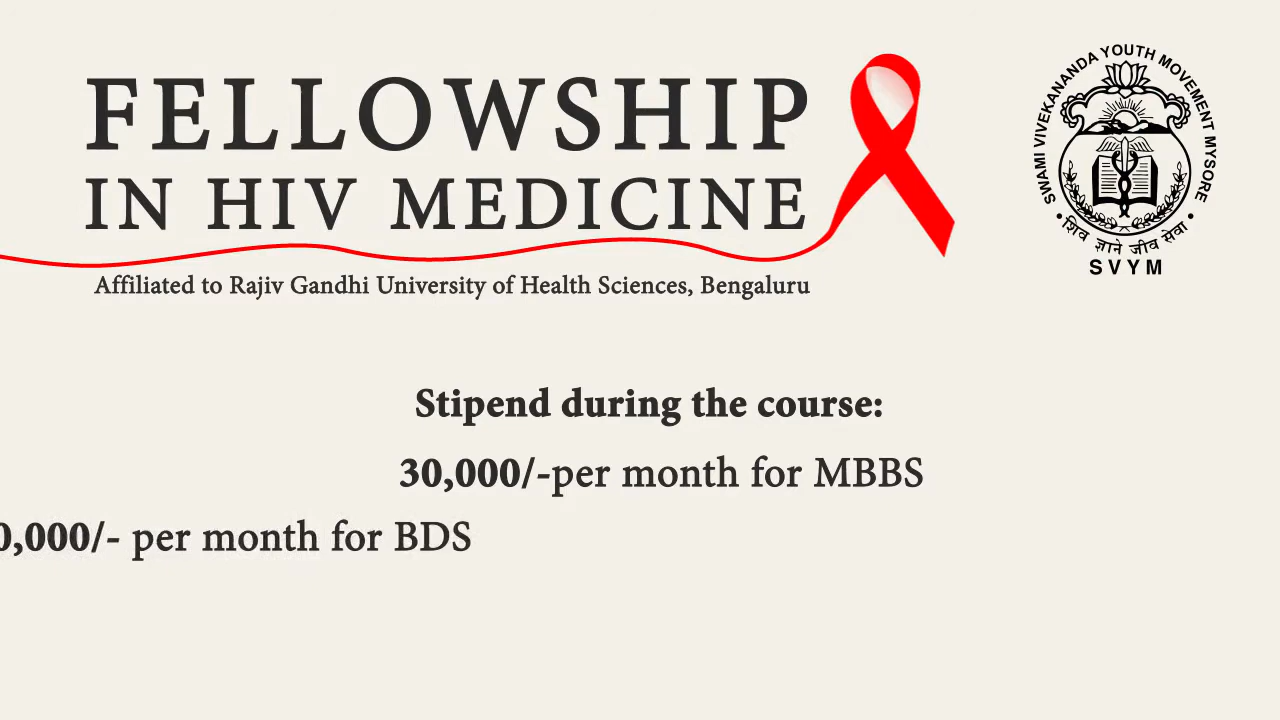 FELLOWSHIP
IN HIV MEDICINE
Affiliated to Rajiv Gandhi University of Health Sciences, Bengaluru
SWAMI VIVEKANANDA YOUTH MOVEMENT MYSORE
• शिव ज्ञाने जीव सेवा •
SVYM
Stipend during the course:
30,000/-per month for MBBS
0,000/- per month for BDS